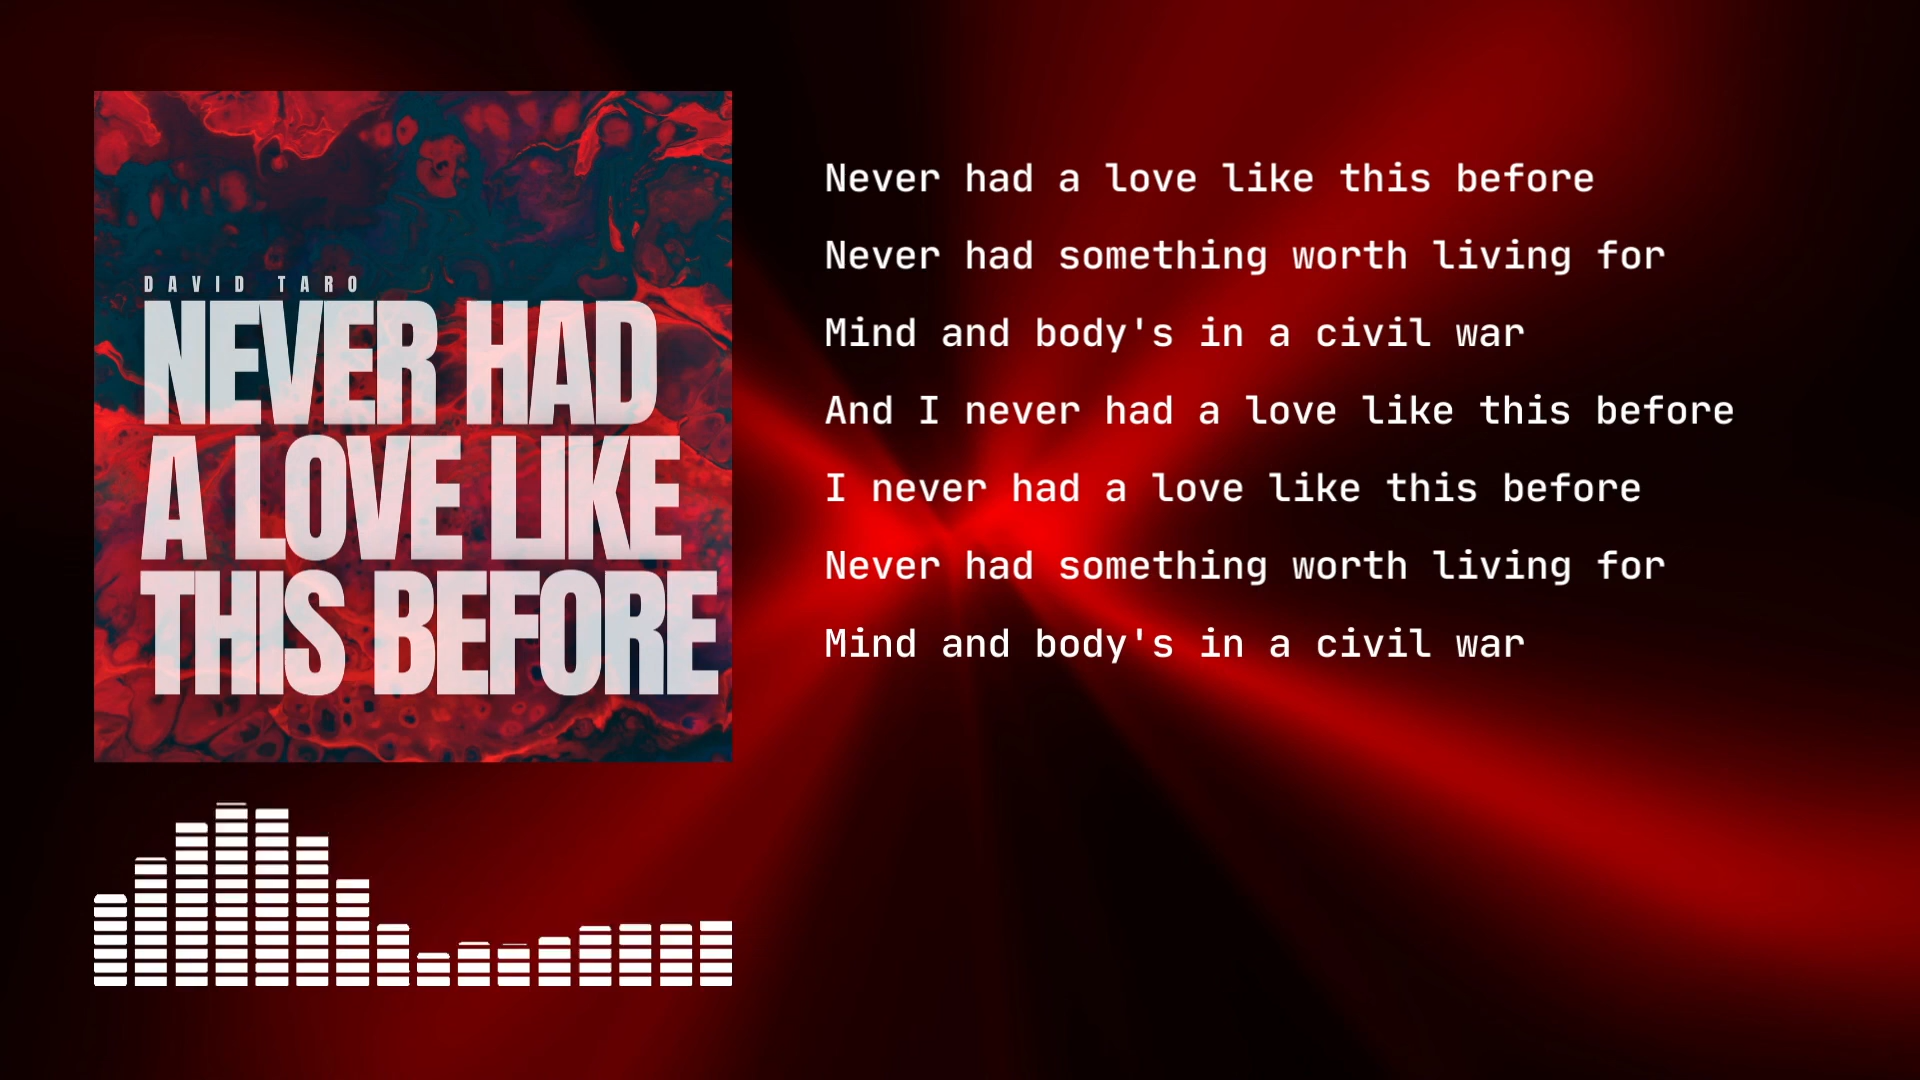 DAVID TARO
NEVER HAD
A LOVE LIKE
THIS BEFORE
Never had a love like this before
Never had something worth living for
Mind and body's in a civil war
And I never had a love like this before
I never had a love like this before
Never had something worth living for
Mind and body's in a civil war